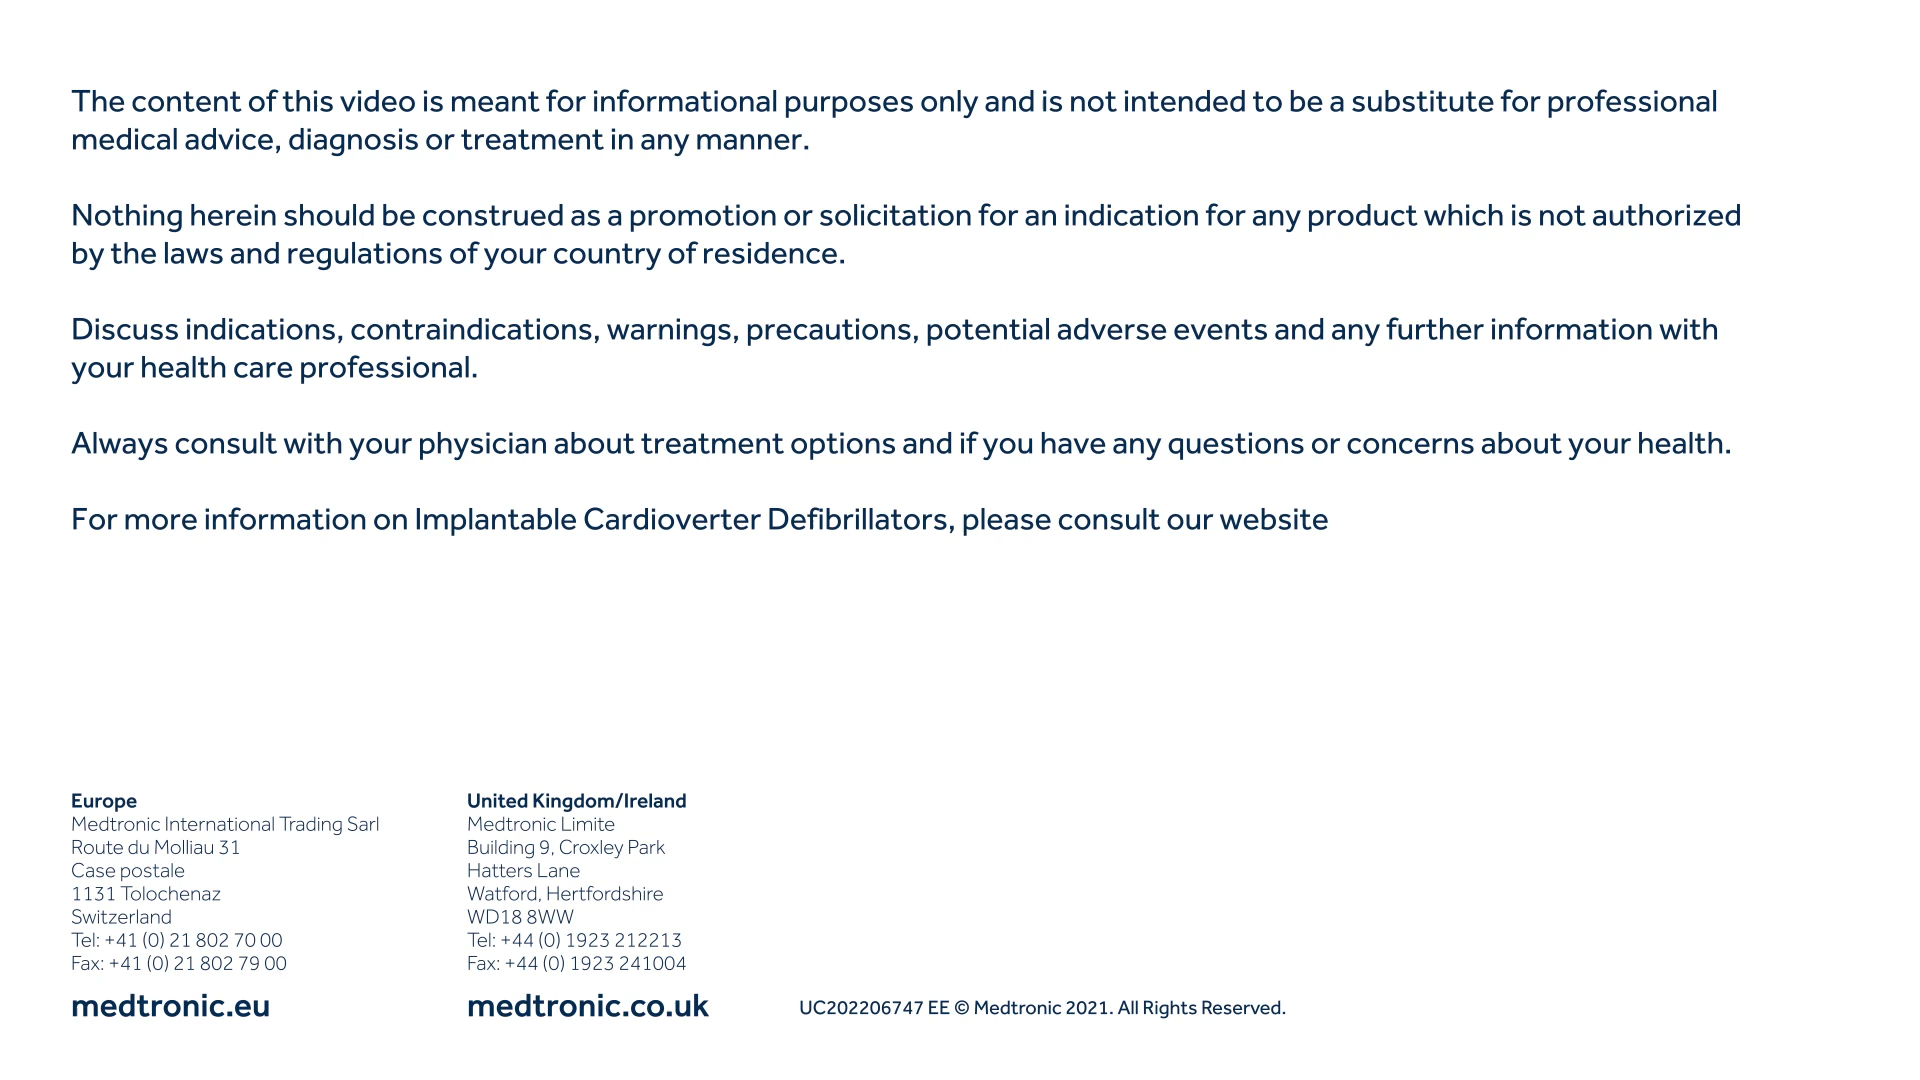 The content of this video is meant for informational purposes only and is not intended to be a substitute for professional
medical advice, diagnosis or treatment in any manner.
Nothing herein should be construed as a promotion or solicitation for an indication for any product which is not authorized
by the laws and regulations of your country of residence.
Discuss indications, contraindications, warnings, precautions, potential adverse events and any further information with
your health care professional.
Always consult with your physician about treatment options and if you have any questions or concerns about your health.
For more information on Implantable Cardioverter Defibrillators, please consult our website
Europe
Medtronic International Trading Sarl
Route du Molliau 31
Case postale
1131 Tolochenaz
Switzerland
Tel: +41 (0) 21 802 70 00
Fax: +41 (0) 21 802 79 00
medtronic.eu
United Kingdom/Ireland
Medtronic Limite
Building 9, Croxley Park
Hatters Lane
Watford, Hertfordshire
WD18 8WW
Tel: +44 (0) 1923 212213
Fax: +44 (0) 1923 241004
medtronic.co.uk
UC202206747 EE © Medtronic 2021. All Rights Reserved.